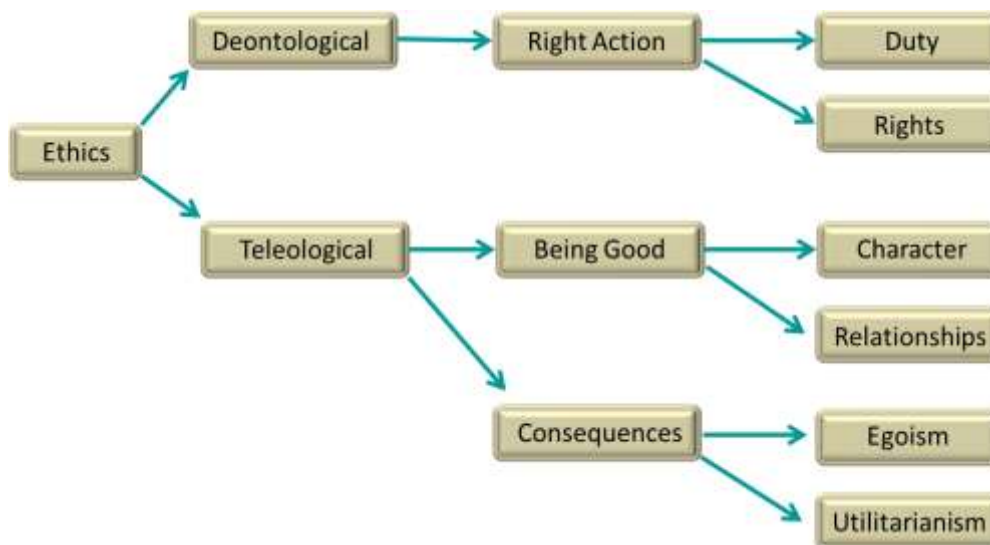 Deontological
Right Action
Duty
Rights
Ethics
Teleological
Being Good
Character
Relationships
Consequences
Egoism
Utilitarianism